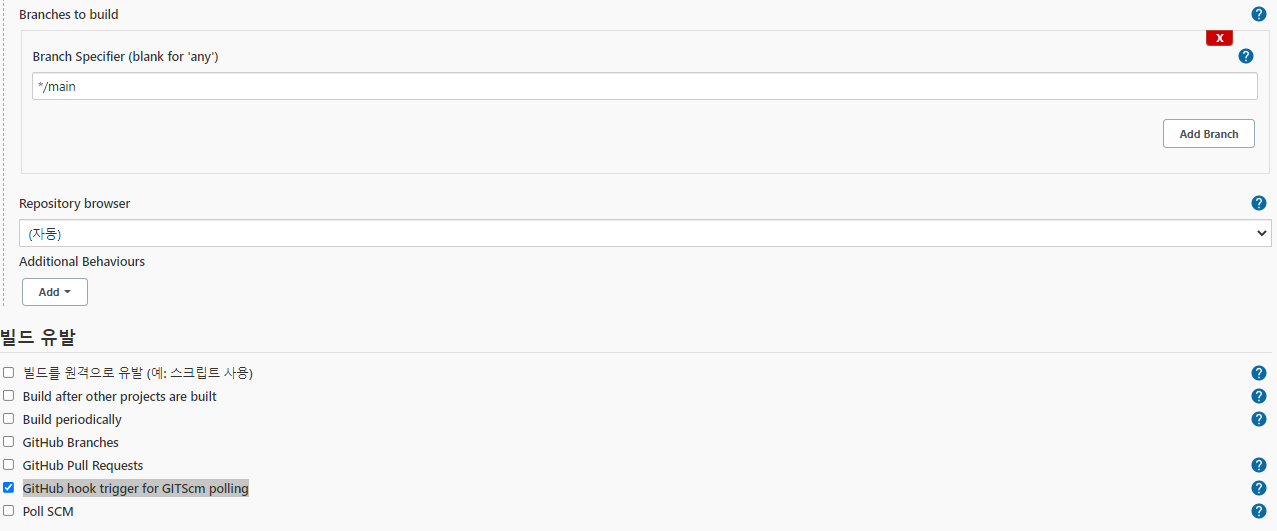 Branches to build
Branch Specifier (blank for 'any')
X
*/main
Add Branch
Repository browser
(자동)
Additional Behaviours
Add
빌드 유발
빌드를 원격으로 유발 (예: 스크립트 사용)
Build after other projects are built
Build periodically
GitHub Branches
GitHub Pull Requests
GitHub hook trigger for GITScm polling
Poll SCM